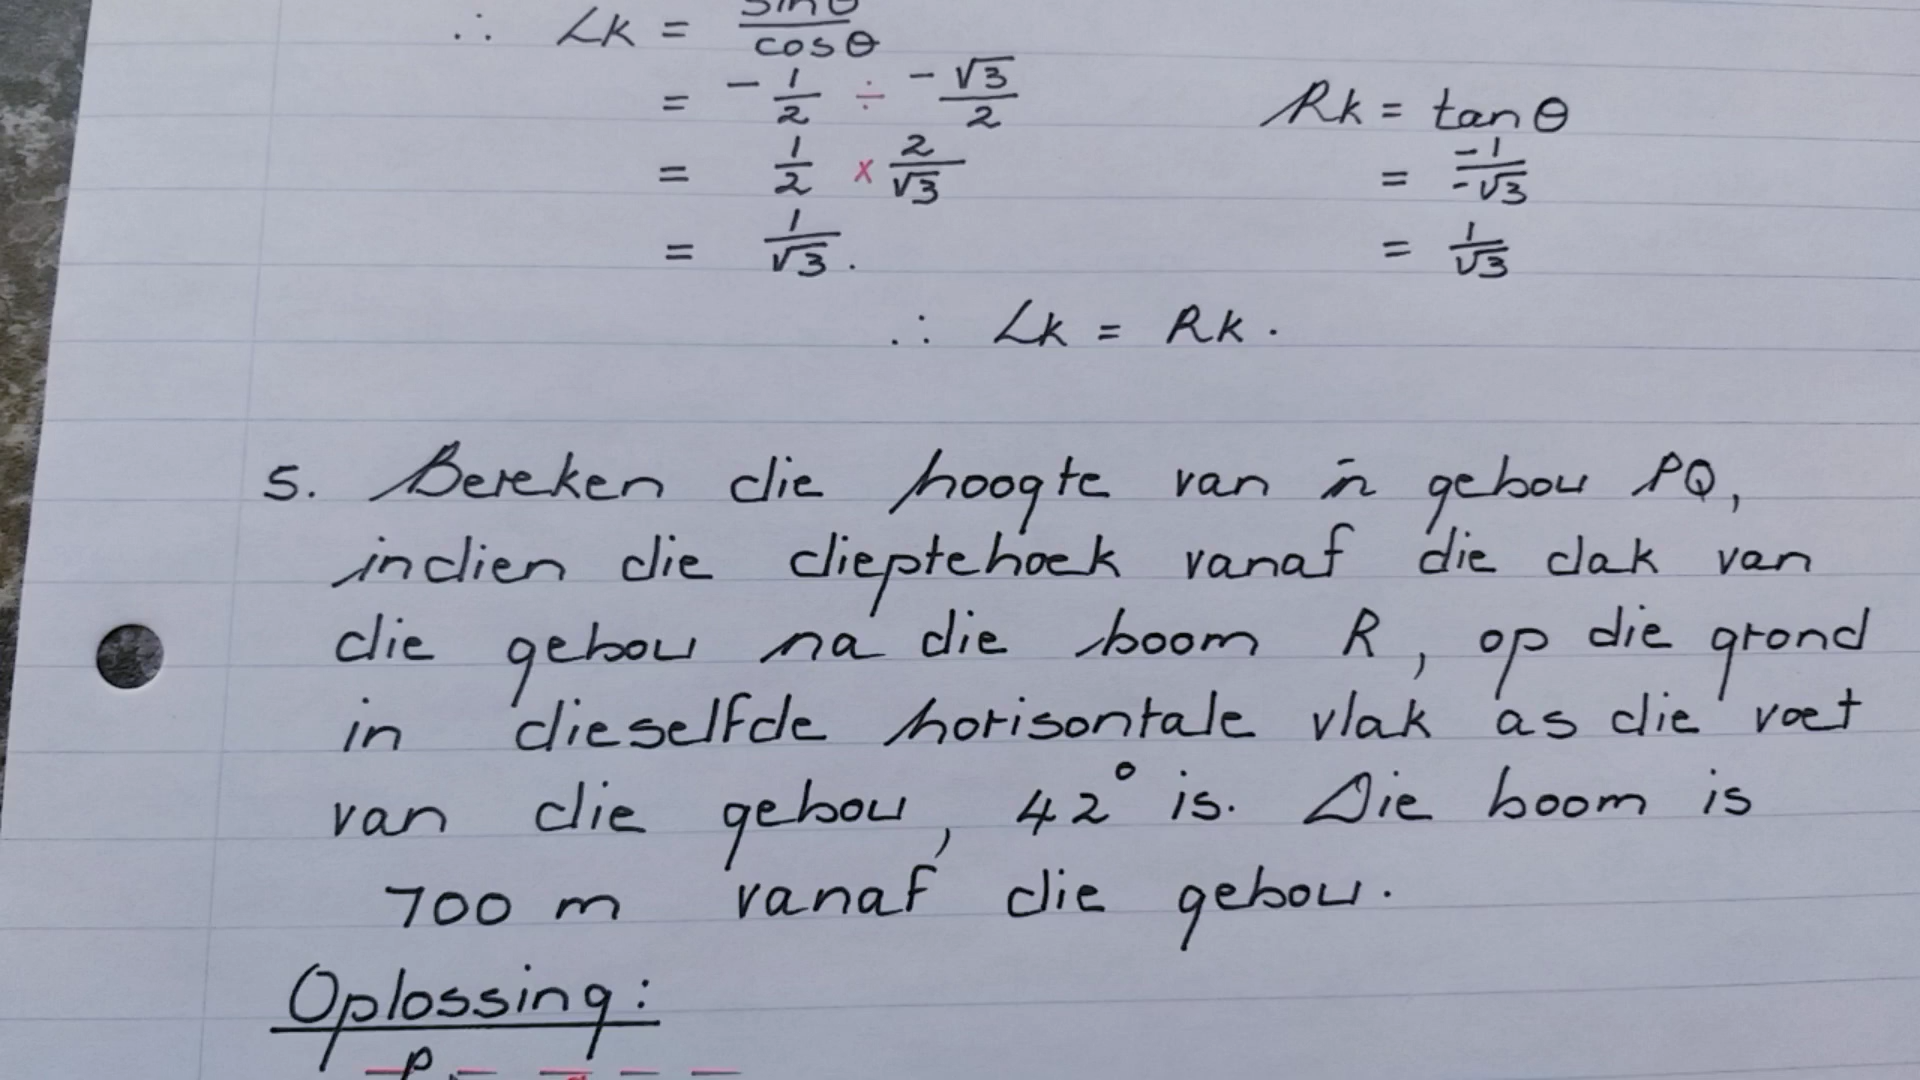 ∴ Lk = sinθ/cosθ
= -1/2 ÷ -√3/2
= 1/2 × 2/√3
= 1/√3.
Rk = tanθ
= -1/-√3
= 1/√3
∴ Lk = Rk.
5. Bereken die hoogte van 'n gebou PQ,
indien die dieptehoek vanaf die dak van
die gebou na die boom R, op die grond
in dieselfde horisontale vlak as die voet
van die gebou, 42° is. Die boom is
700 m vanaf die gebou.
Oplossing:
P